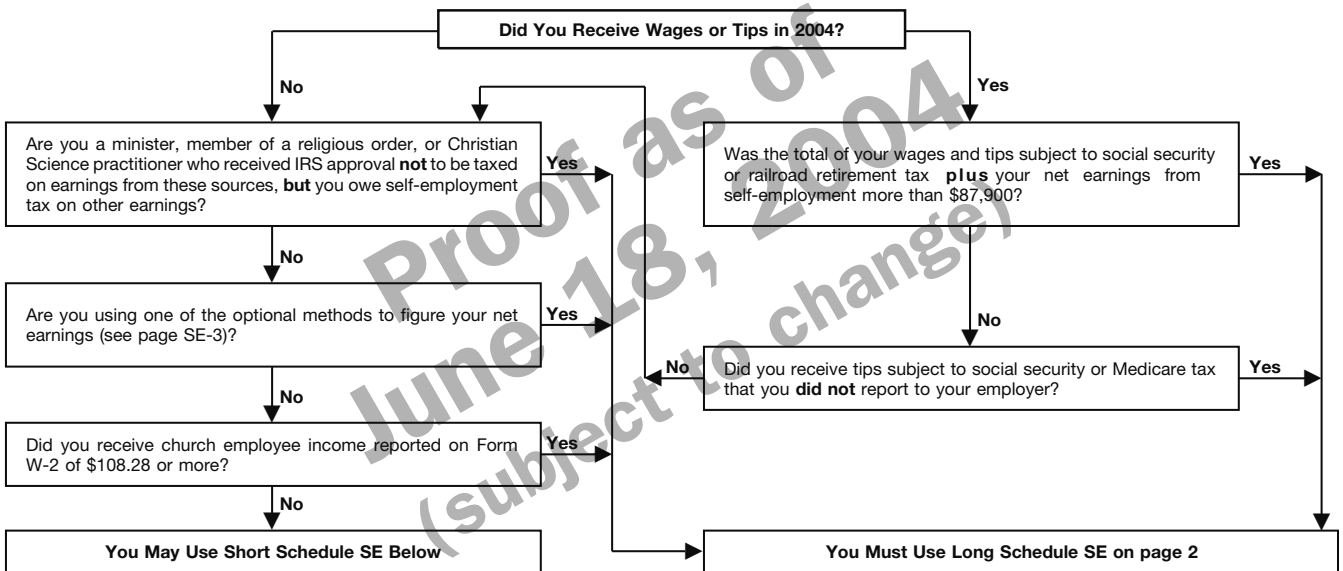 Did You Receive Wages or Tips in 2004?
No
Yes
Are you a minister, member of a religious order, or Christian
Science practitioner who received IRS approval not to be taxed
on earnings from these sources, but you owe self-employment
tax on other earnings?
Yes
Was the total of your wages and tips subject to social security
or railroad retirement tax plus your net earnings from
self-employment more than $87,900?
Yes
No
Are you using one of the optional methods to figure your net
earnings (see page SE-3)?
Yes
No
No
Did you receive tips subject to social security or Medicare tax
that you did not report to your employer?
Yes
No
Did you receive church employee income reported on Form
W-2 of $108.28 or more?
Yes
No
You May Use Short Schedule SE Below
You Must Use Long Schedule SE on page 2
Proof as of
June 18, 2004
(subject to change)